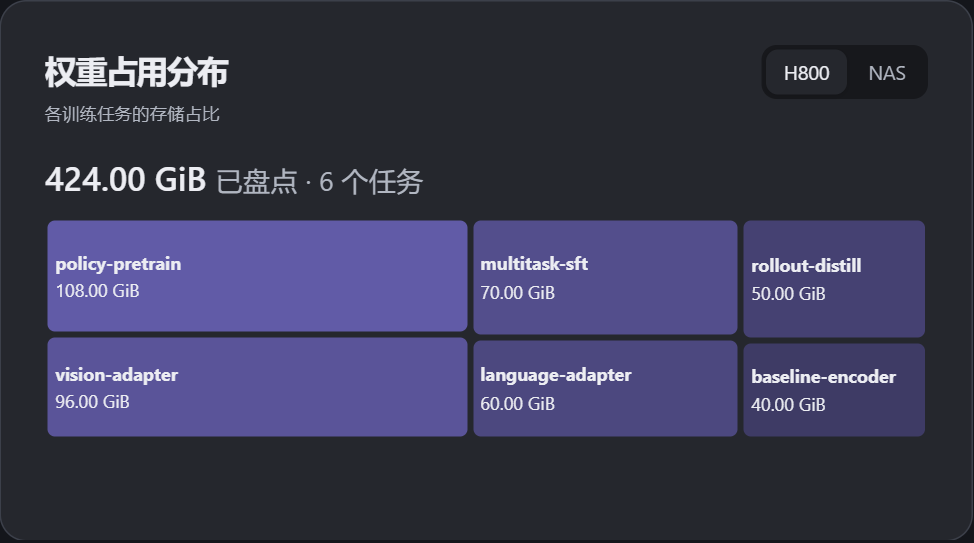 权重占用分布
各训练任务的存储占比
H800
NAS
424.00 GiB 已盘点 · 6 个任务
policy-pretrain
108.00 GiB
multitask-sft
70.00 GiB
rollout-distill
50.00 GiB
vision-adapter
96.00 GiB
language-adapter
60.00 GiB
baseline-encoder
40.00 GiB